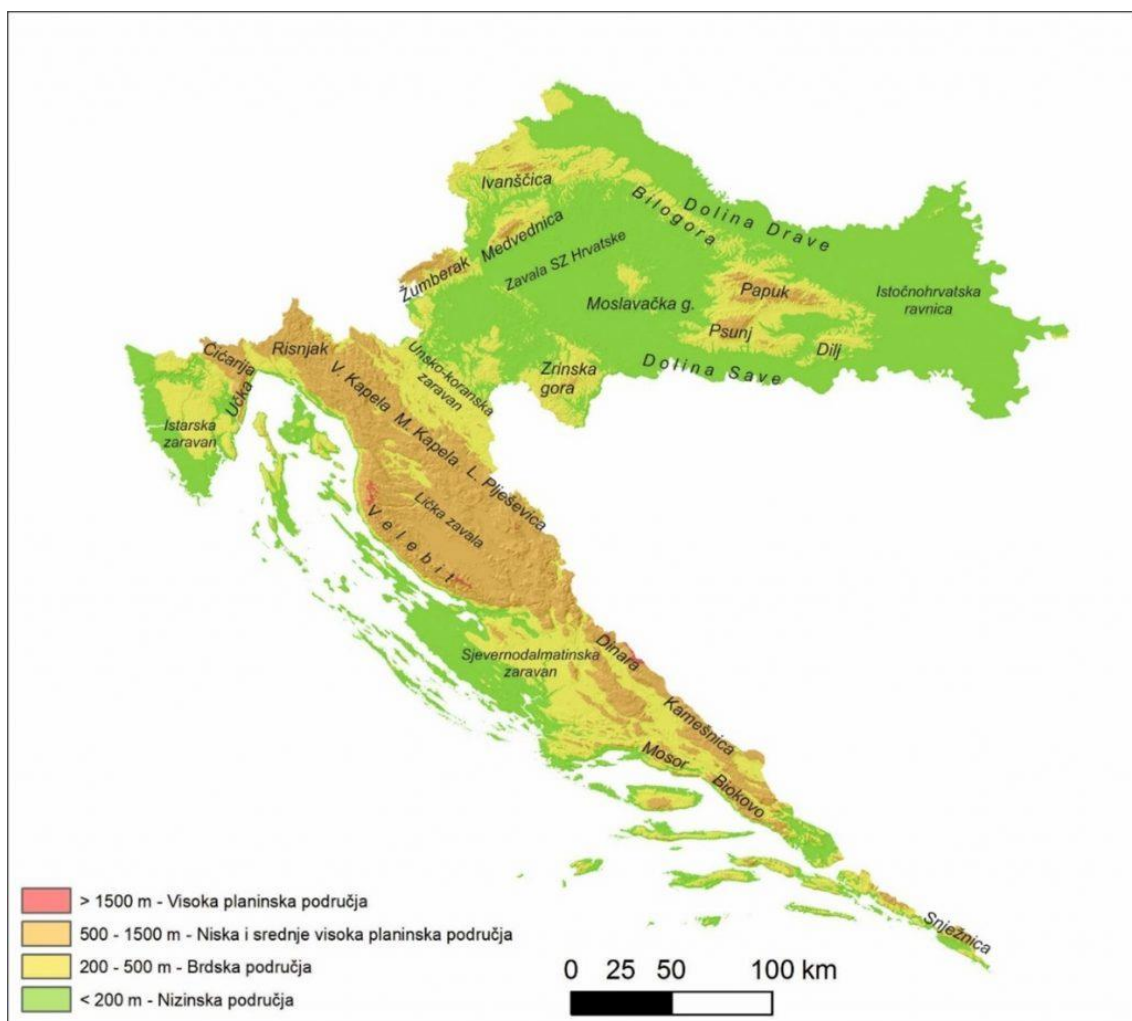 Ivanščica
Medvednica
Žumberak
Bilogora
Dolina Drave
Zavala SZ Hrvatske
Moslavačka g.
Papuk
Psunj
Dilj
Istočnohrvatska
ravnica
Dolina Save
Zrinska
gora
Unsko-koranska
zaravan
Risnjak
Ćićarija
Učka
Istarska
zaravan
V. Kapela
M. Kapela
L. Plješevica
Lička zavala
Velebit
Sjevernodalmatinska
zaravan
Dinara
Kamešnica
Mosor
Biokovo
Snježnica
> 1500 m - Visoka planinska područja
500 - 1500 m - Niska i srednje visoka planinska područja
200 - 500 m - Brdska područja
< 200 m - Nizinska područja
0 25 50 100 km